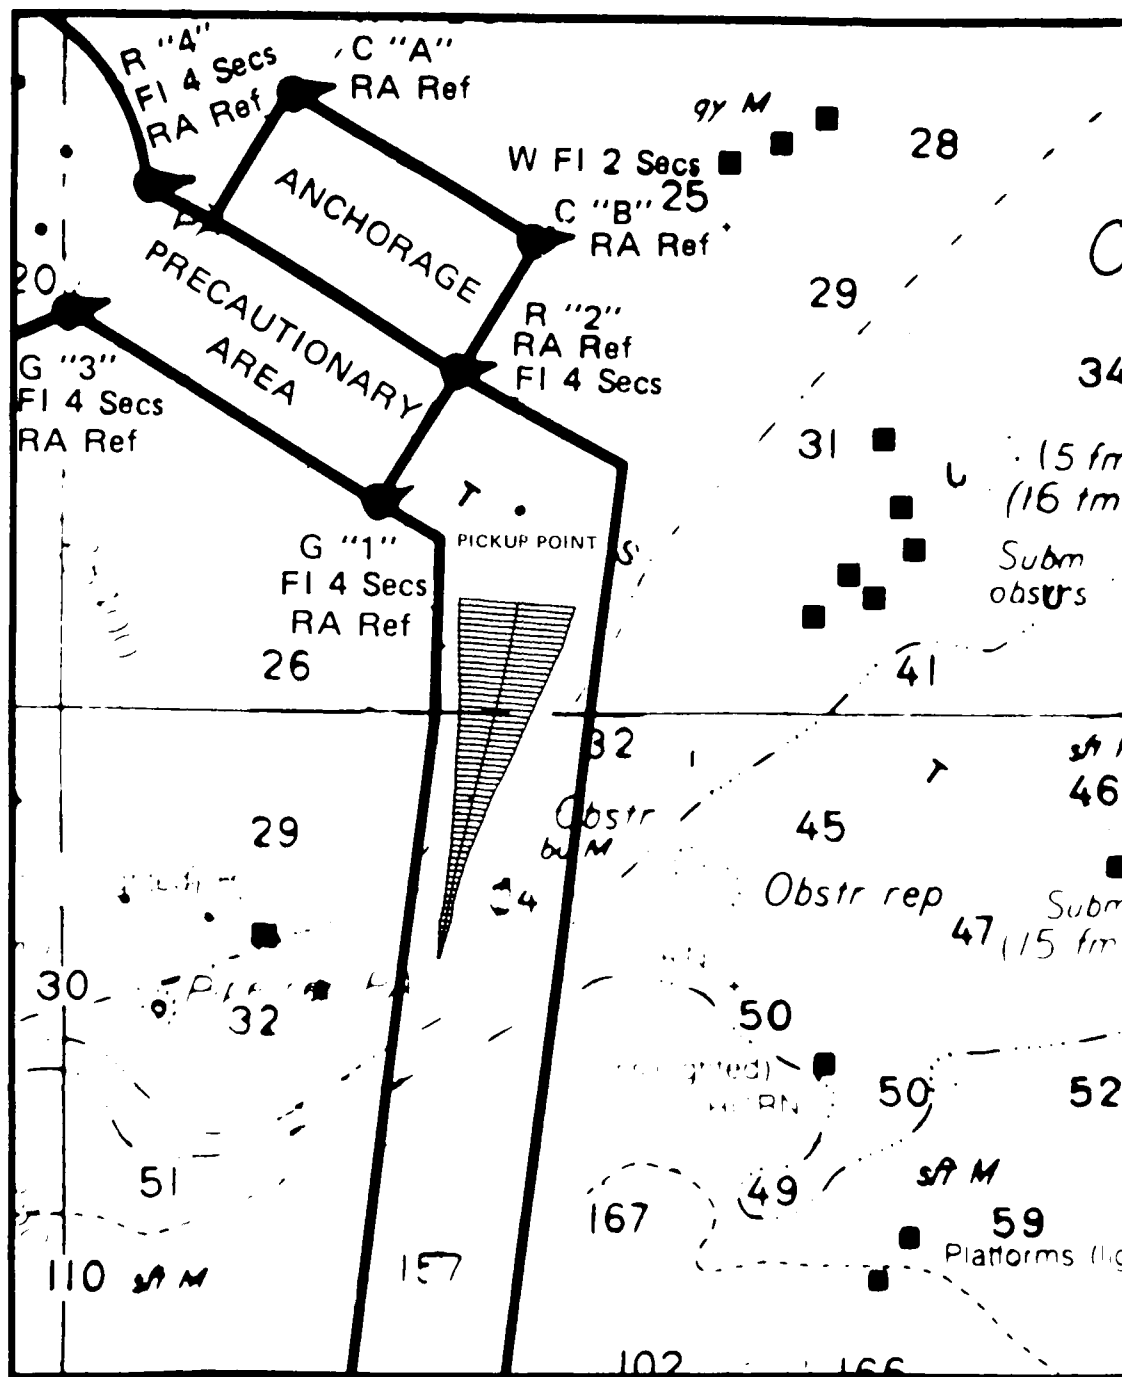 R "4"
Fl 4 Secs
RA Ref
C "A"
RA Ref
gy M
28
W Fl 2 Secs
25
ANCHORAGE
C "B"
RA Ref
PRECAUTIONARY
AREA
20
29
R "2"
RA Ref
Fl 4 Secs
34
G "3"
Fl 4 Secs
RA Ref
31
15 fm
(16 fm
PICKUP POINT
S
G "1"
Fl 4 Secs
RA Ref
Subm
obstrs
26
41
32
46
29
Obstr
bu M
45
Obstr rep
47
Subm
(15 fm
30
32
50
50
52
51
49
sft M
167
59
Platforms (lig
110
sft M
157
102
166